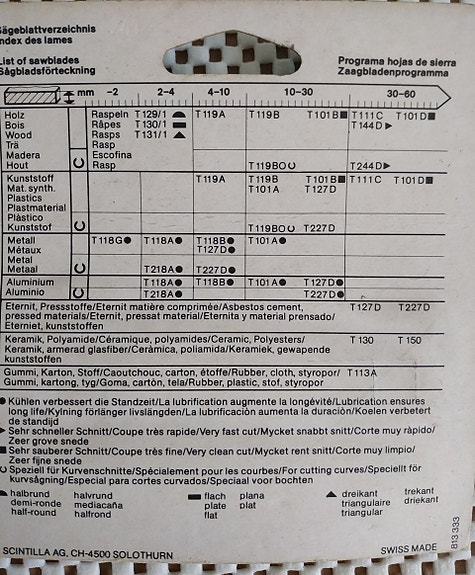 Sägeblattverzeichnis
Index des lames
List of sawblades
Sågbladsförteckning
Programa hojas de sierra
Zaagbladenprogramma
mm -2 2-4 4-10 10-30 30-60
Holz Raspeln T129/1 T119A T119B T101B■ T111C T101D■
Bois Râpes T130/1 ▬ T144D►
Wood Rasps T131/1 ▲
Trä Rasp
Madera Escofina
Hout Rasp T119BO T244D►
Kunststoff T119A T119B T101B■ T111C T101D■
Mat. synth. T101A T127D
Plastics
Plastmaterial
Plàstico
Kunststof T119BO T227D
Metall T118G● T118A● T118B● T101A●
Métaux T127D●
Metal
Metaal T218A● T227D●
Aluminium T118A● T118B● T101A● T127D●
Aluminio T218A● T227D●
Eternit, Pressstoffe/Eternit matière comprimée/Asbestos cement, T127D T227D
pressed materials/Eternit, pressat material/Eternita y material prensado/
Eterniet, kunststoffen
Keramik, Polyamide/Céramique, polyamides/Ceramic, Polyesters/ T130 T150
Keramik, armerad glasfiber/Ceràmica, poliamida/Keramiek, gewapende
kunststoffen
Gummi, Karton, Stoff/Caoutchouc, carton, étoffe/Rubber, cloth, styropor/ T113A
Gummi, kartong, tyg/Goma, cartòn, tela/Rubber, plastic, stof, styropor
● Kühlen verbessert die Standzeit/La lubrification augmente la longévité/Lubrication ensures
long life/Kylning förlänger livslängden/La lubrificaciòn aumenta la duraciòn/Koelen verbetert
de standijd
► Sehr schneller Schnitt/Coupe très rapide/Very fast cut/Mycket snabbt snitt/Corte muy ràpido/
Zeer grove snede
■ Sehr sauberer Schnitt/Coupe très fine/Very clean cut/Mycket rent snitt/Corte muy limpio/
Zeer fijne snede
Speziell für Kurvenschnitte/Spécialement pour les courbes/For cutting curves/Speciellt för
kurvsågning/Especial para cortes curvados/Speciaal voor bochten
halbrund halvrund ▬ flach plana ▲ dreikant trekant
demi-ronde mediacaña plate plat triangulaire driekant
half-round halfrond flat triangular
SCINTILLA AG, CH-4500 SOLOTHURN SWISS MADE
813 333